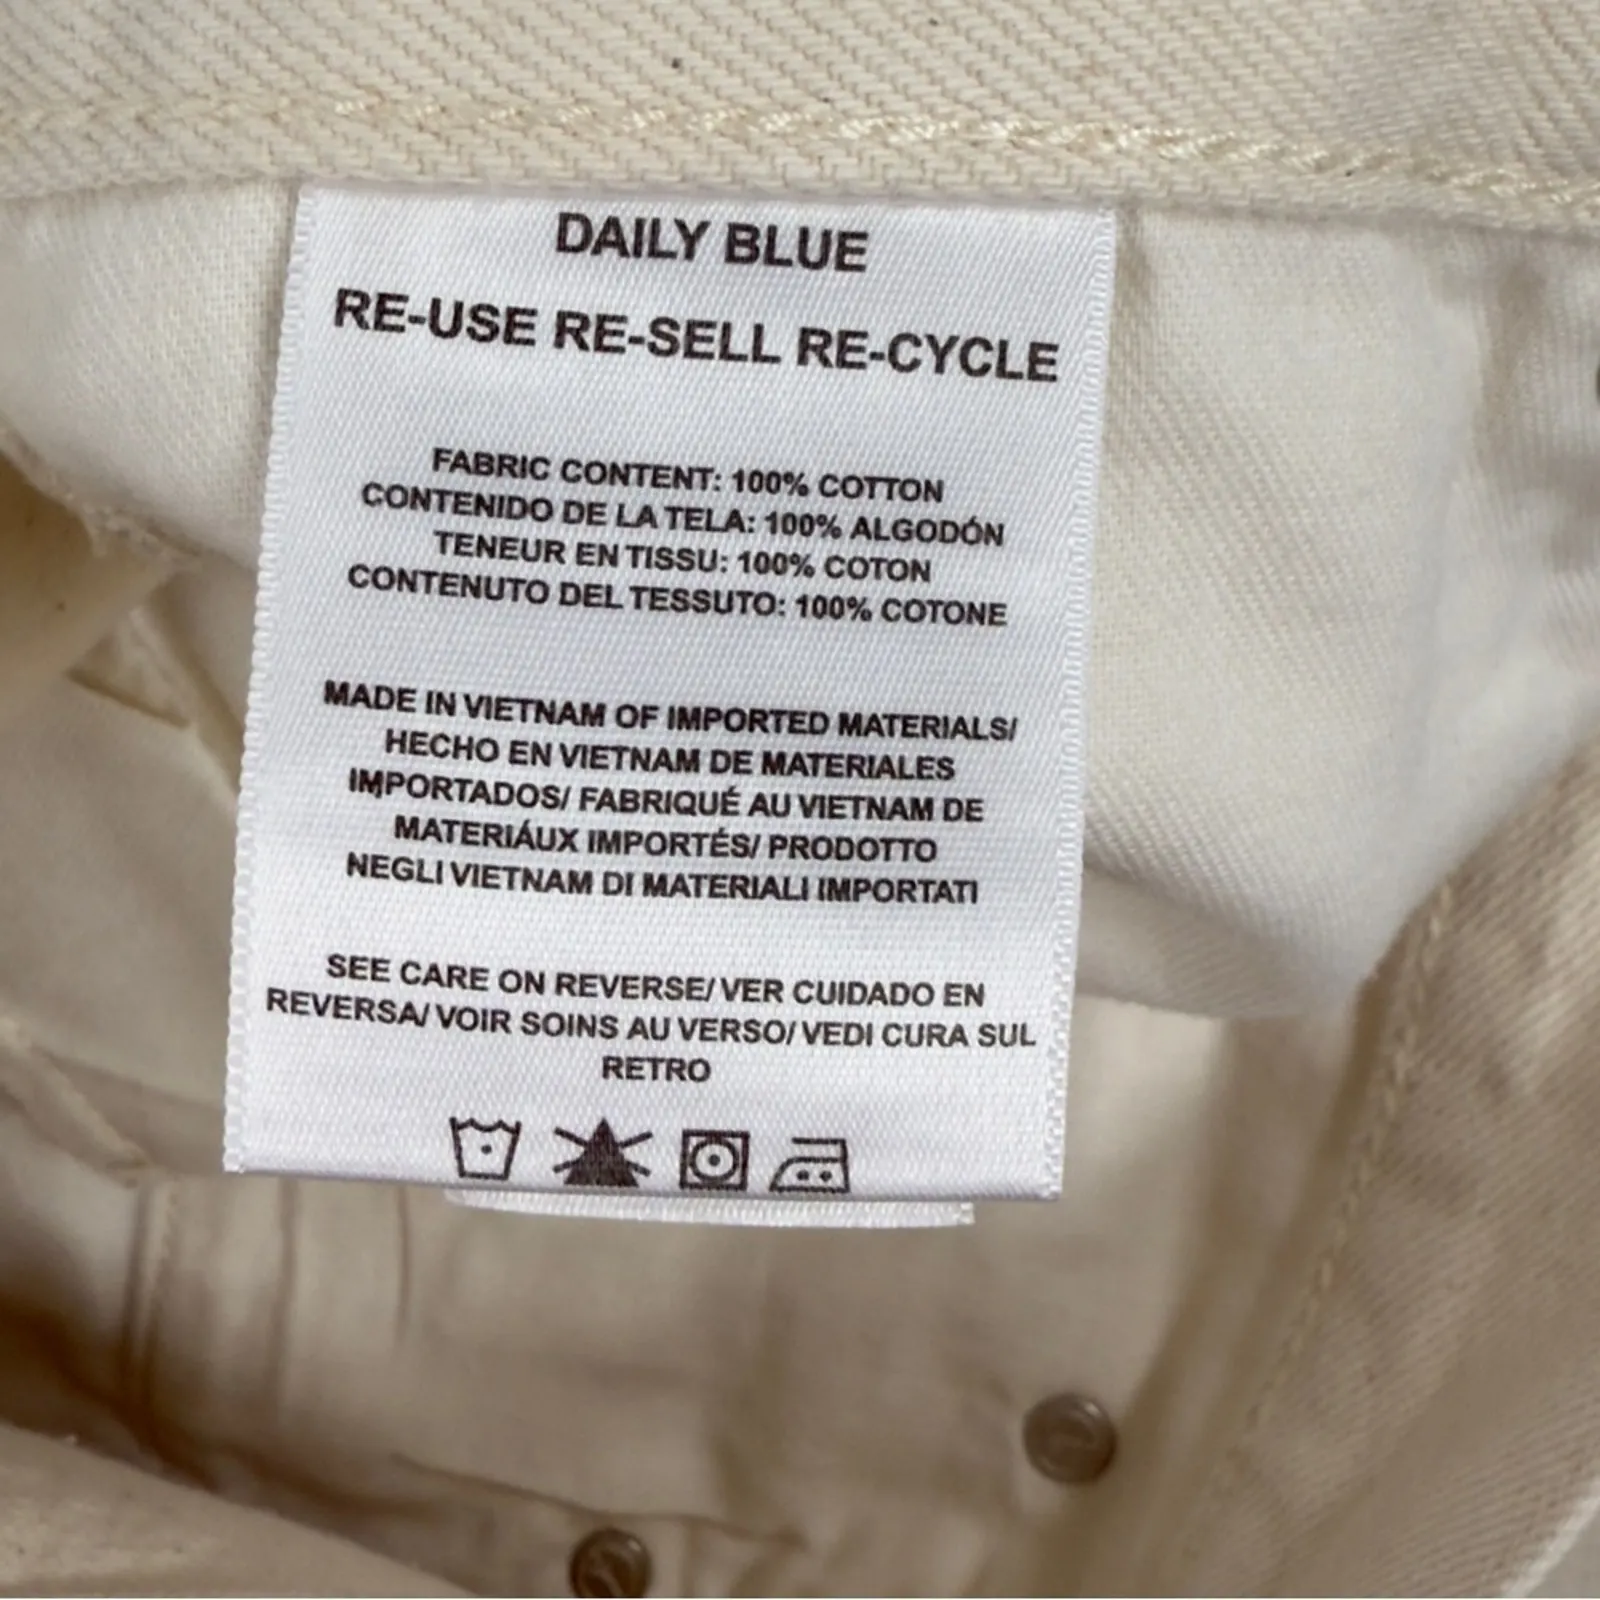 DAILY BLUE
RE-USE RE-SELL RE-CYCLE
FABRIC CONTENT: 100% COTTON
CONTENIDO DE LA TELA: 100% ALGODÓN
TENEUR EN TISSU: 100% COTON
CONTENUTO DEL TESSUTO: 100% COTONE
MADE IN VIETNAM OF IMPORTED MATERIALS/
HECHO EN VIETNAM DE MATERIALES
IMPORTADOS/ FABRIQUÉ AU VIETNAM DE
MATERIÁUX IMPORTÉS/ PRODOTTO
NEGLI VIETNAM DI MATERIALI IMPORTATI
SEE CARE ON REVERSE/ VER CUIDADO EN
REVERSA/ VOIR SOINS AU VERSO/ VEDI CURA SUL
RETRO